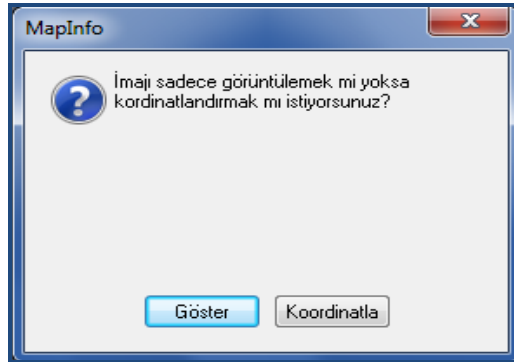 MapInfo
İmajı sadece görüntülemek mi yoksa
kordinatlandırmak mı istiyorsunuz?
Göster
Koordinatla